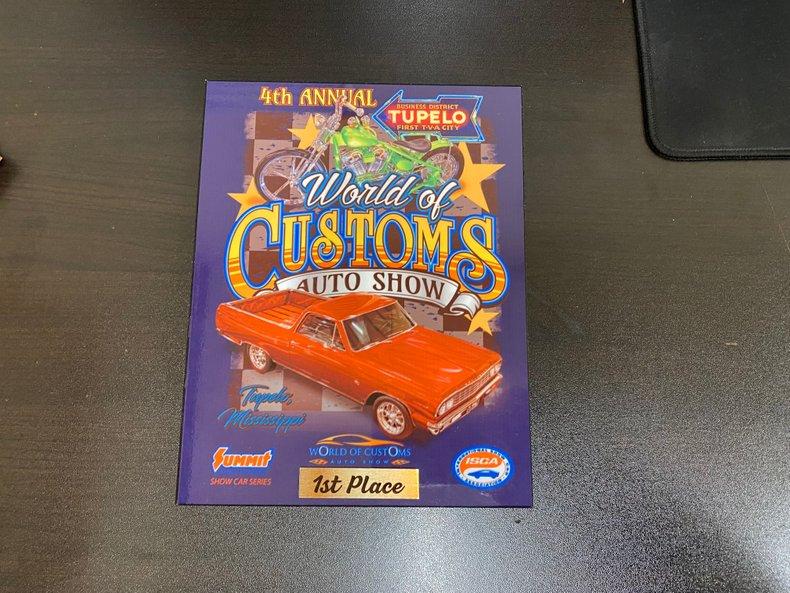 4th ANNUAL
BUSINESS DISTRICT
TUPELO
FIRST T·V·A CITY
World of
CUSTOMS
AUTO SHOW
Tupelo,
Mississippi
SUMMIT
SHOW CAR SERIES
WORLD OF CUSTOMS
AUTO SHOW
ISCA
1st Place